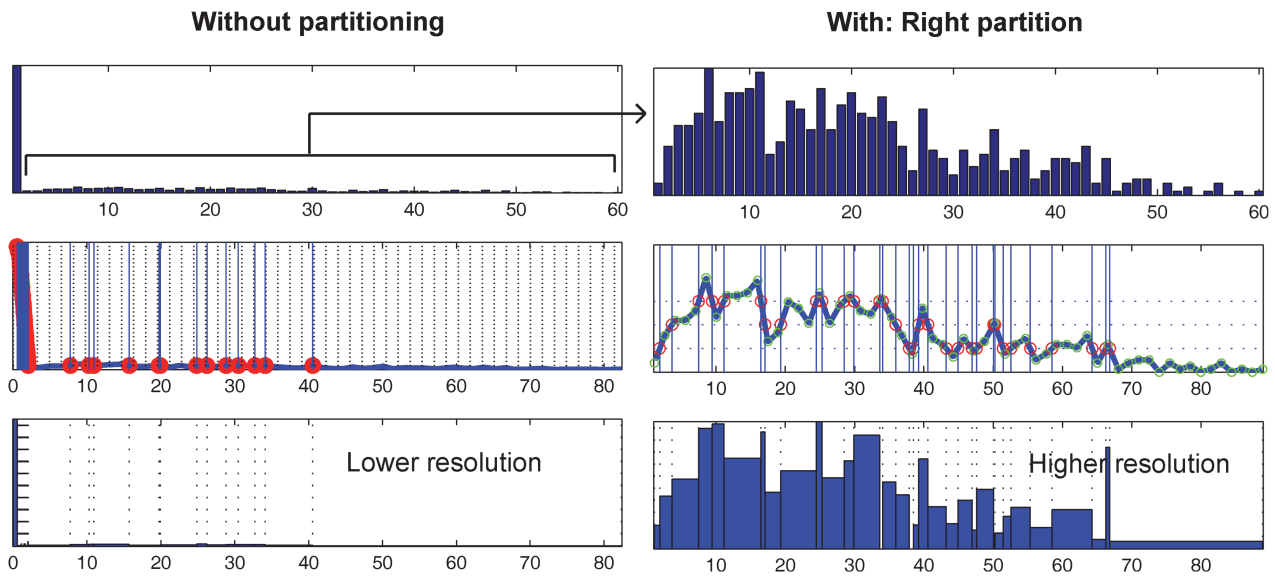 Without partitioning
With: Right partition
10 20 30 40 50 60
10 20 30 40 50 60
0 10 20 30 40 50 60 70 80
10 20 30 40 50 60 70 80
Lower resolution
Higher resolution
0 10 20 30 40 50 60 70 80
10 20 30 40 50 60 70 80